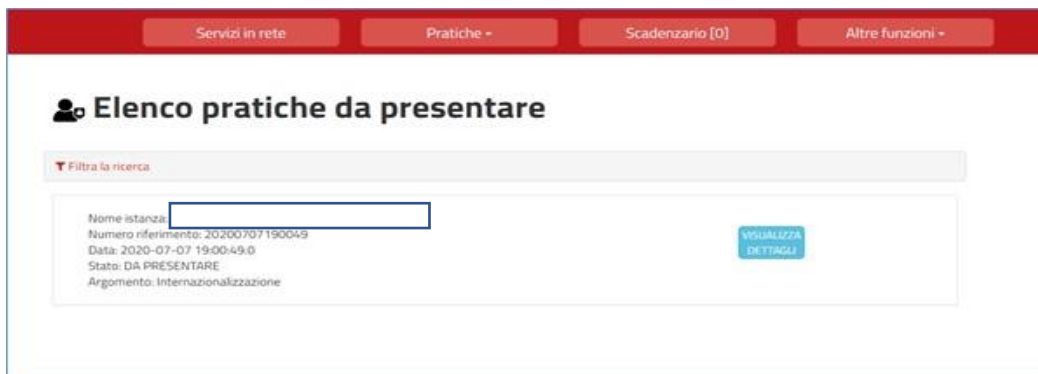 Servizi in rete
Pratiche
Scadenzario [0]
Altre funzioni
Elenco pratiche da presentare
Filtra la ricerca
Nome istanza:
Numero riferimento: 20200707190049
Data: 2020-07-07 19:00:49.0
Stato: DA PRESENTARE
Argomento: Internazionalizzazione
VISUALIZZA
DETTAGLI